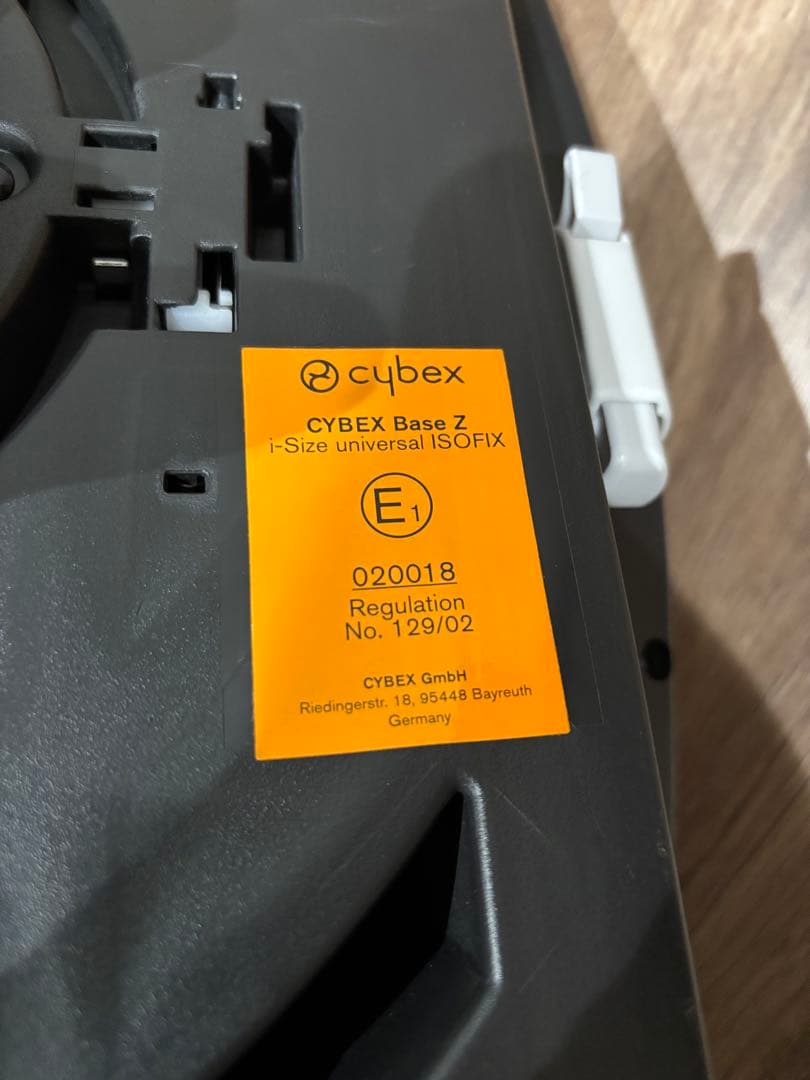 cybex
CYBEX Base Z
i-Size universal ISOFIX
E1
020018
Regulation
No. 129/02
CYBEX GmbH
Riedingerstr. 18, 95448 Bayreuth
Germany